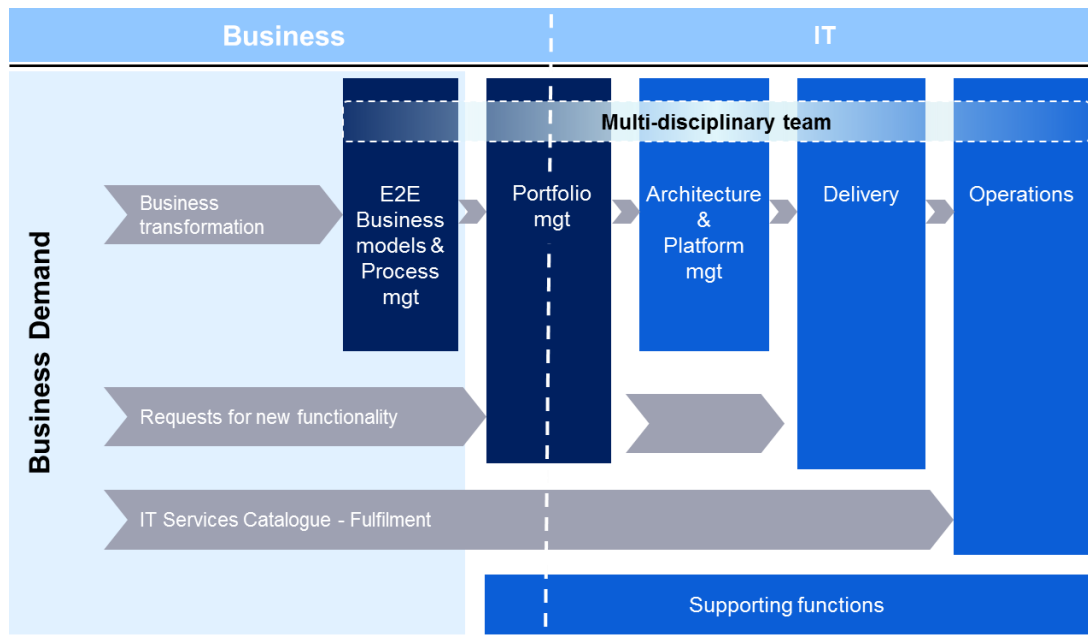 Business
IT
Multi-disciplinary team
Business Demand
Business
transformation
E2E
Business
models &
Process
mgt
Portfolio
mgt
Architecture
&
Platform
mgt
Delivery
Operations
Requests for new functionality
IT Services Catalogue - Fulfilment
Supporting functions